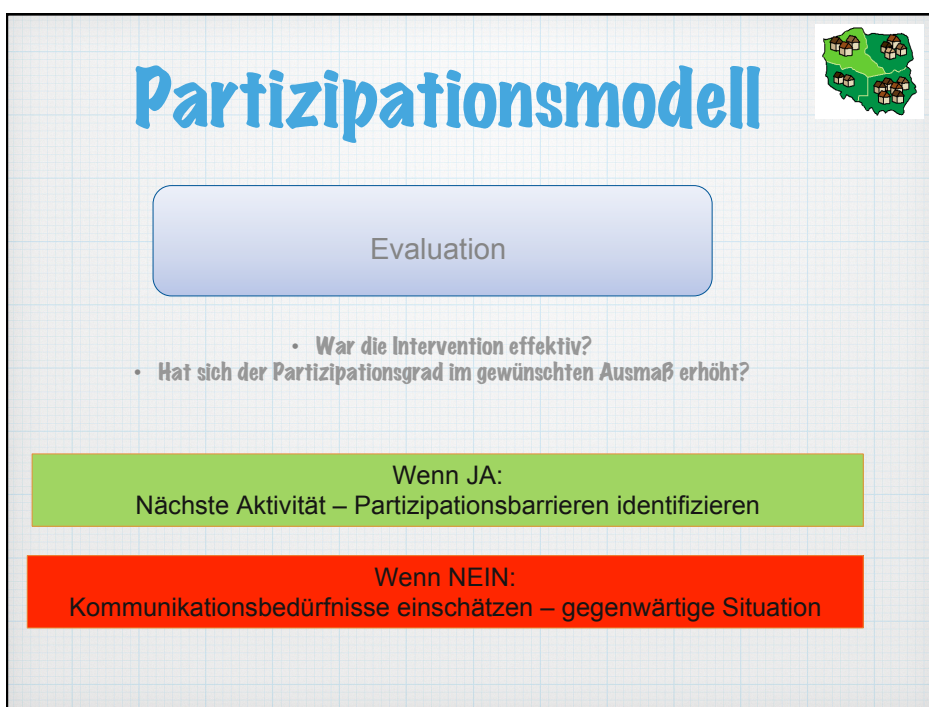 Partizipationsmodell
Evaluation
• War die Intervention effektiv?
• Hat sich der Partizipationsgrad im gewünschten Ausmaß erhöht?
Wenn JA:
Nächste Aktivität – Partizipationsbarrieren identifizieren
Wenn NEIN:
Kommunikationsbedürfnisse einschätzen – gegenwärtige Situation